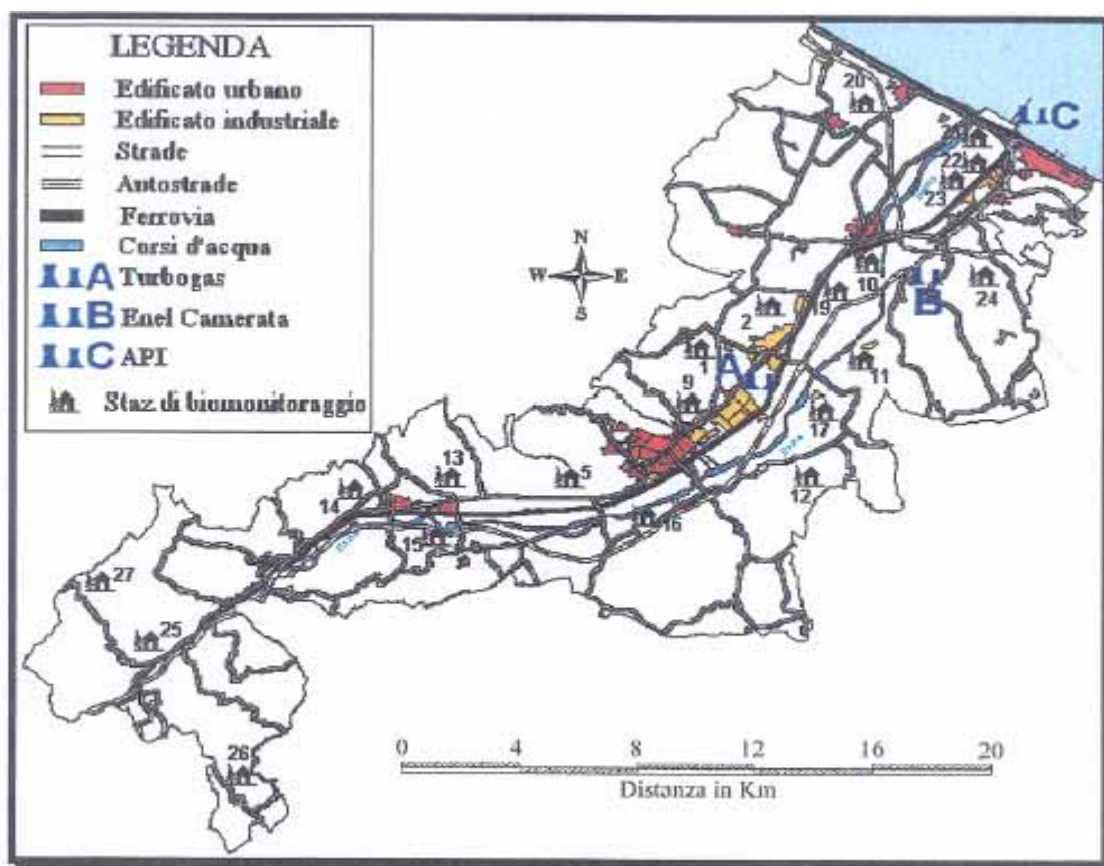 LEGENDA
Edificato urbano
Edificato industriale
Strade
Autostrade
Ferrovia
Corsi d'acqua
A Turbogas
B Enel Camerata
C API
Staz. di biomonitoraggio
20
C
22
23
N
W E
S
10
24
2
19
B
1
A
11
9
17
13
5
12
14
16
15
27
25
26
0 4 8 12 16 20
Distanza in Km